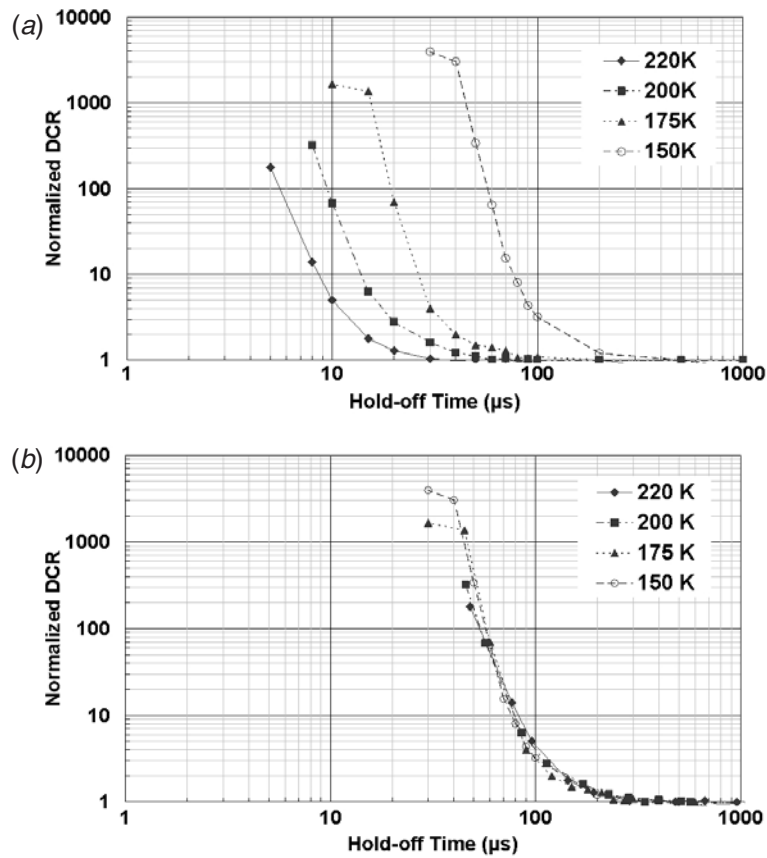 (a)
10000
1000
100
10
1
Normalized DCR
220K
200K
175K
150K
1 10 100 1000
Hold-off Time (µs)
(b)
10000
1000
100
10
1
Normalized DCR
220 K
200 K
175 K
150 K
1 10 100 1000
Hold-off Time (µs)